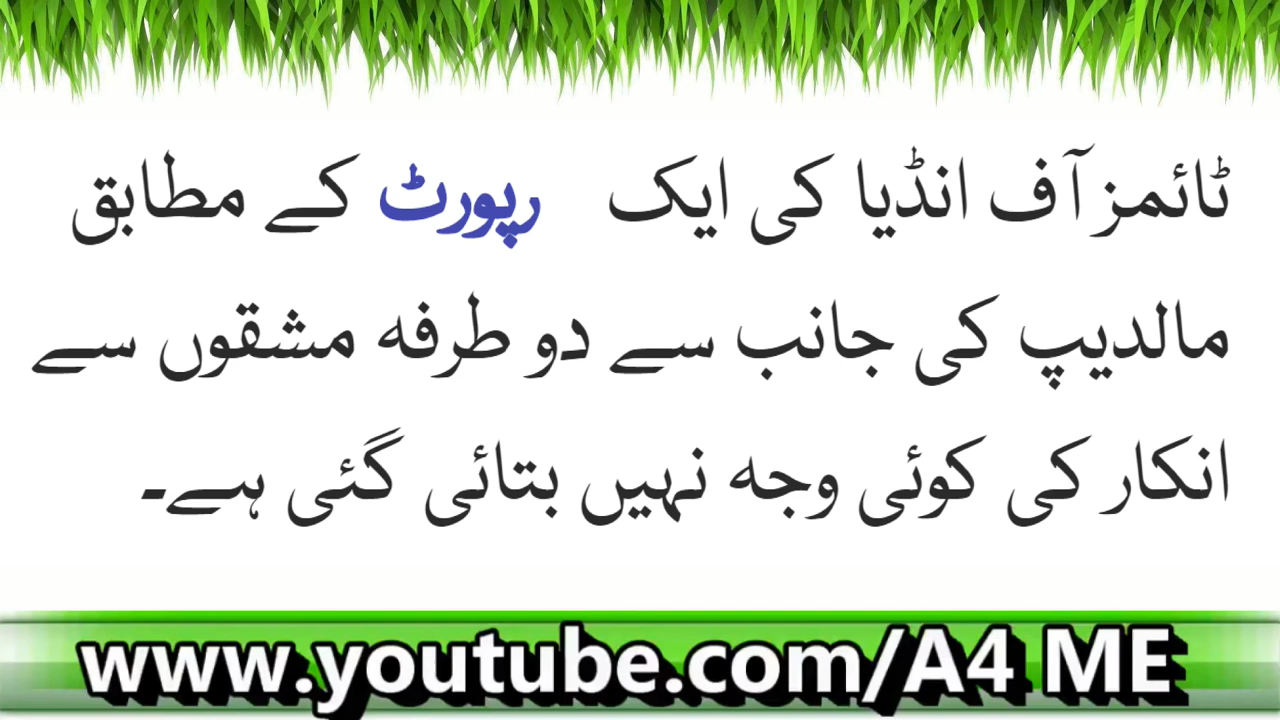 ٹائمز آف انڈیا کی ایک رپورٹ کے مطابق
مالدیپ کی جانب سے دو طرفہ مشقوں سے
انکار کی کوئی وجہ نہیں بتائی گئی ہے۔
www.youtube.com/A4 ME